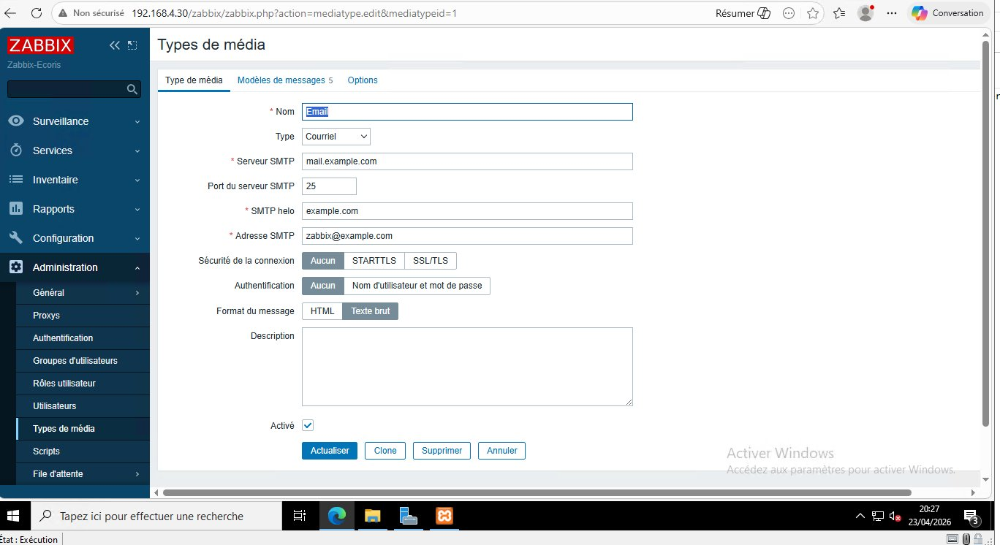 Non sécurisé 192.168.4.30/zabbix/zabbix.php?action=mediatype.edit&mediatypeid=1 Résumer Conversation
ZABBIX
Zabbix-Ecoris
Surveillance
Services
Inventaire
Rapports
Configuration
Administration
Général
Proxys
Authentification
Groupes d'utilisateurs
Rôles utilisateur
Utilisateurs
Types de média
Scripts
File d'attente
Types de média
Type de média Modèles de messages 5 Options
* Nom Email
Type Courriel
* Serveur SMTP mail.example.com
Port du serveur SMTP 25
* SMTP helo example.com
* Adresse SMTP zabbix@example.com
Sécurité de la connexion Aucun STARTTLS SSL/TLS
Authentification Aucun Nom d'utilisateur et mot de passe
Format du message HTML Texte brut
Description
Activé
Actualiser Clone Supprimer Annuler
Activer Windows
Accédez aux paramètres pour activer Windows.
Tapez ici pour effectuer une recherche
20:27
23/04/2026
3
État : Exécution